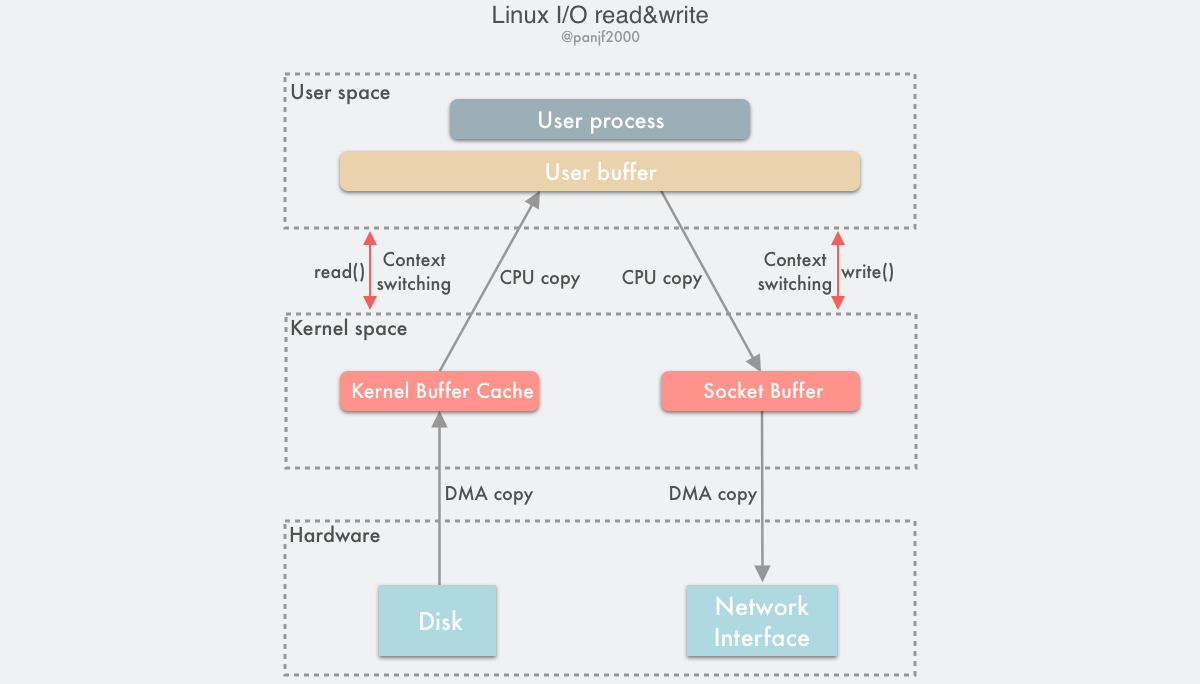 Linux I/O read&write
@panjf2000
User space
User process
User buffer
read()
Context
switching
CPU copy
CPU copy
Context
switching
write()
Kernel space
Kernel Buffer Cache
Socket Buffer
DMA copy
DMA copy
Hardware
Disk
Network
Interface